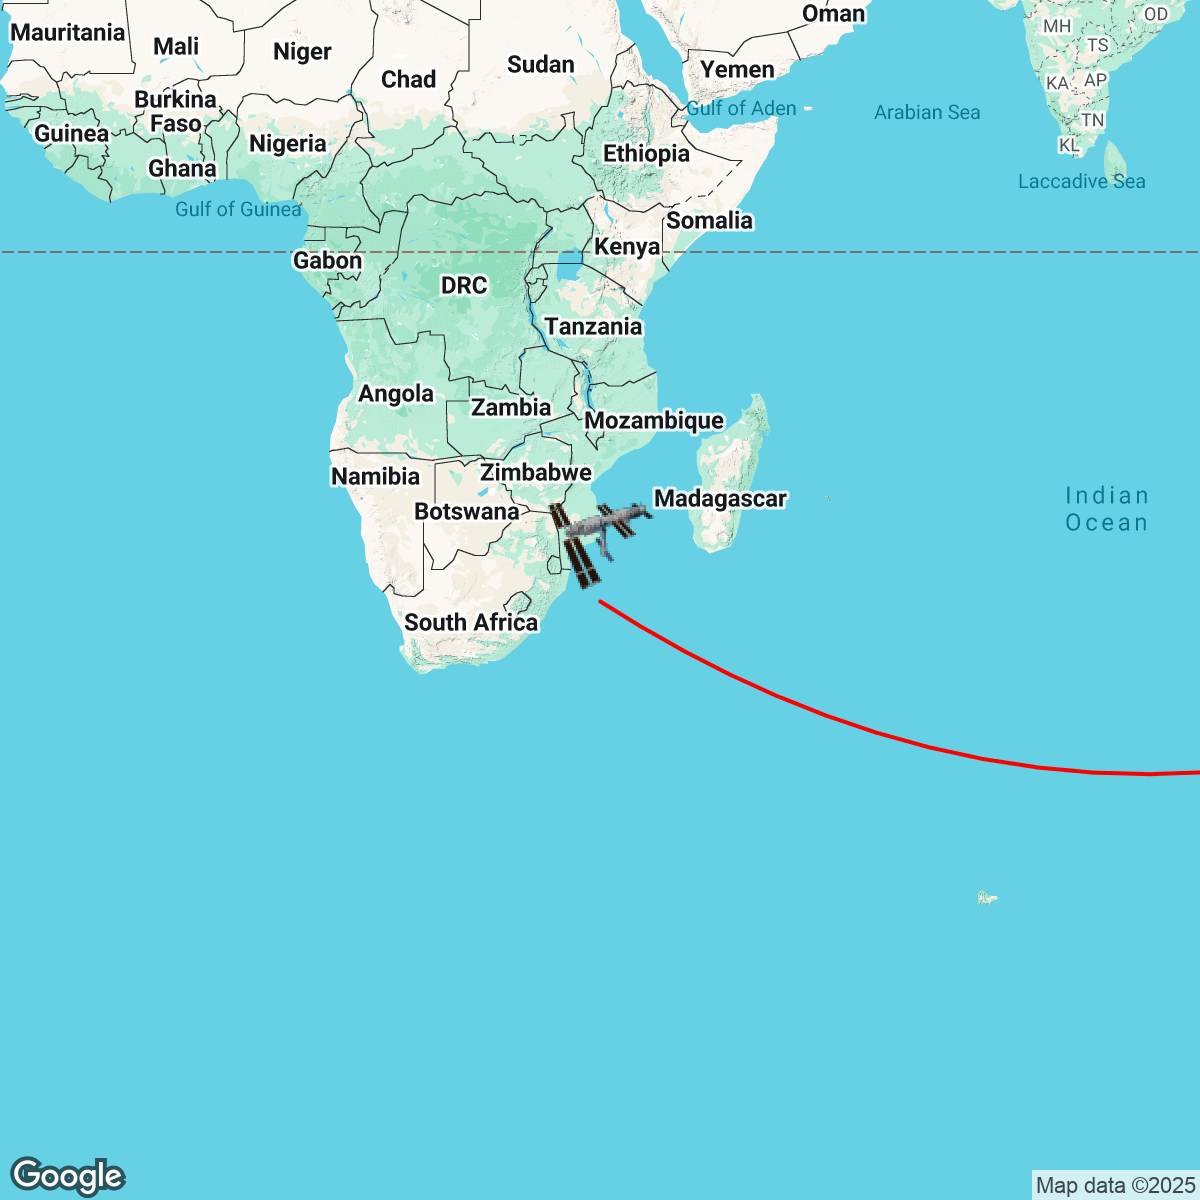 Oman
OD
MH
Mauritania
Mali
Niger
TS
Sudan
Yemen
Chad
KA
AP
Burkina
Faso
Gulf of Aden
Arabian Sea
TN
Guinea
Nigeria
KL
Ethiopia
Ghana
Laccadive Sea
Gulf of Guinea
Somalia
Kenya
Gabon
DRC
Tanzania
Angola
Zambia
Mozambique
Namibia
Zimbabwe
Madagascar
Indian
Ocean
Botswana
South Africa
Google
Map data ©2025